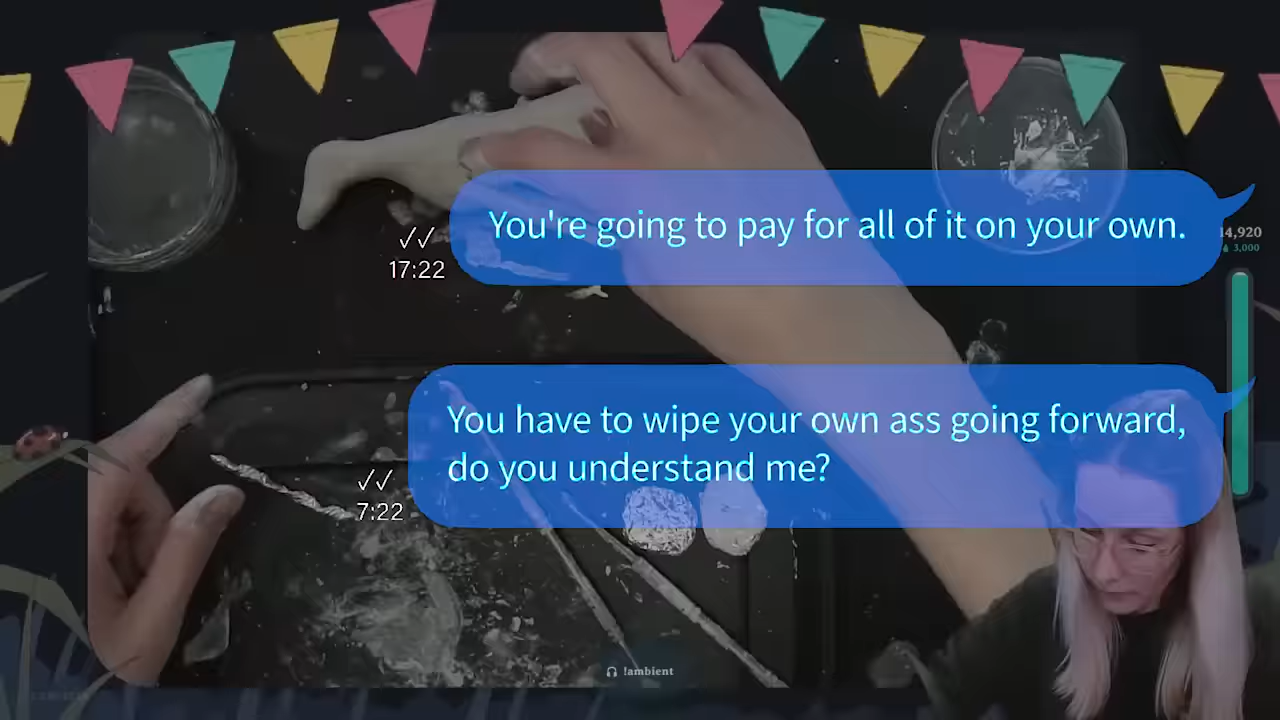 You're going to pay for all of it on your own.
17:22
14,920
3,000
You have to wipe your own ass going forward,
do you understand me?
7:22
!ambient